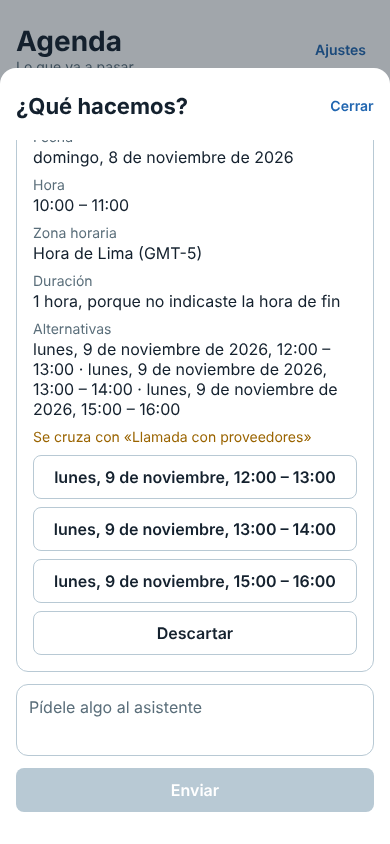 Agenda
Ajustes
Lo que va a pasar
¿Qué hacemos?
Cerrar
Fecha
domingo, 8 de noviembre de 2026
Hora
10:00 – 11:00
Zona horaria
Hora de Lima (GMT-5)
Duración
1 hora, porque no indicaste la hora de fin
Alternativas
lunes, 9 de noviembre de 2026, 12:00 –
13:00 · lunes, 9 de noviembre de 2026,
13:00 – 14:00 · lunes, 9 de noviembre de
2026, 15:00 – 16:00
Se cruza con «Llamada con proveedores»
lunes, 9 de noviembre, 12:00 – 13:00
lunes, 9 de noviembre, 13:00 – 14:00
lunes, 9 de noviembre, 15:00 – 16:00
Descartar
Pídele algo al asistente
Enviar